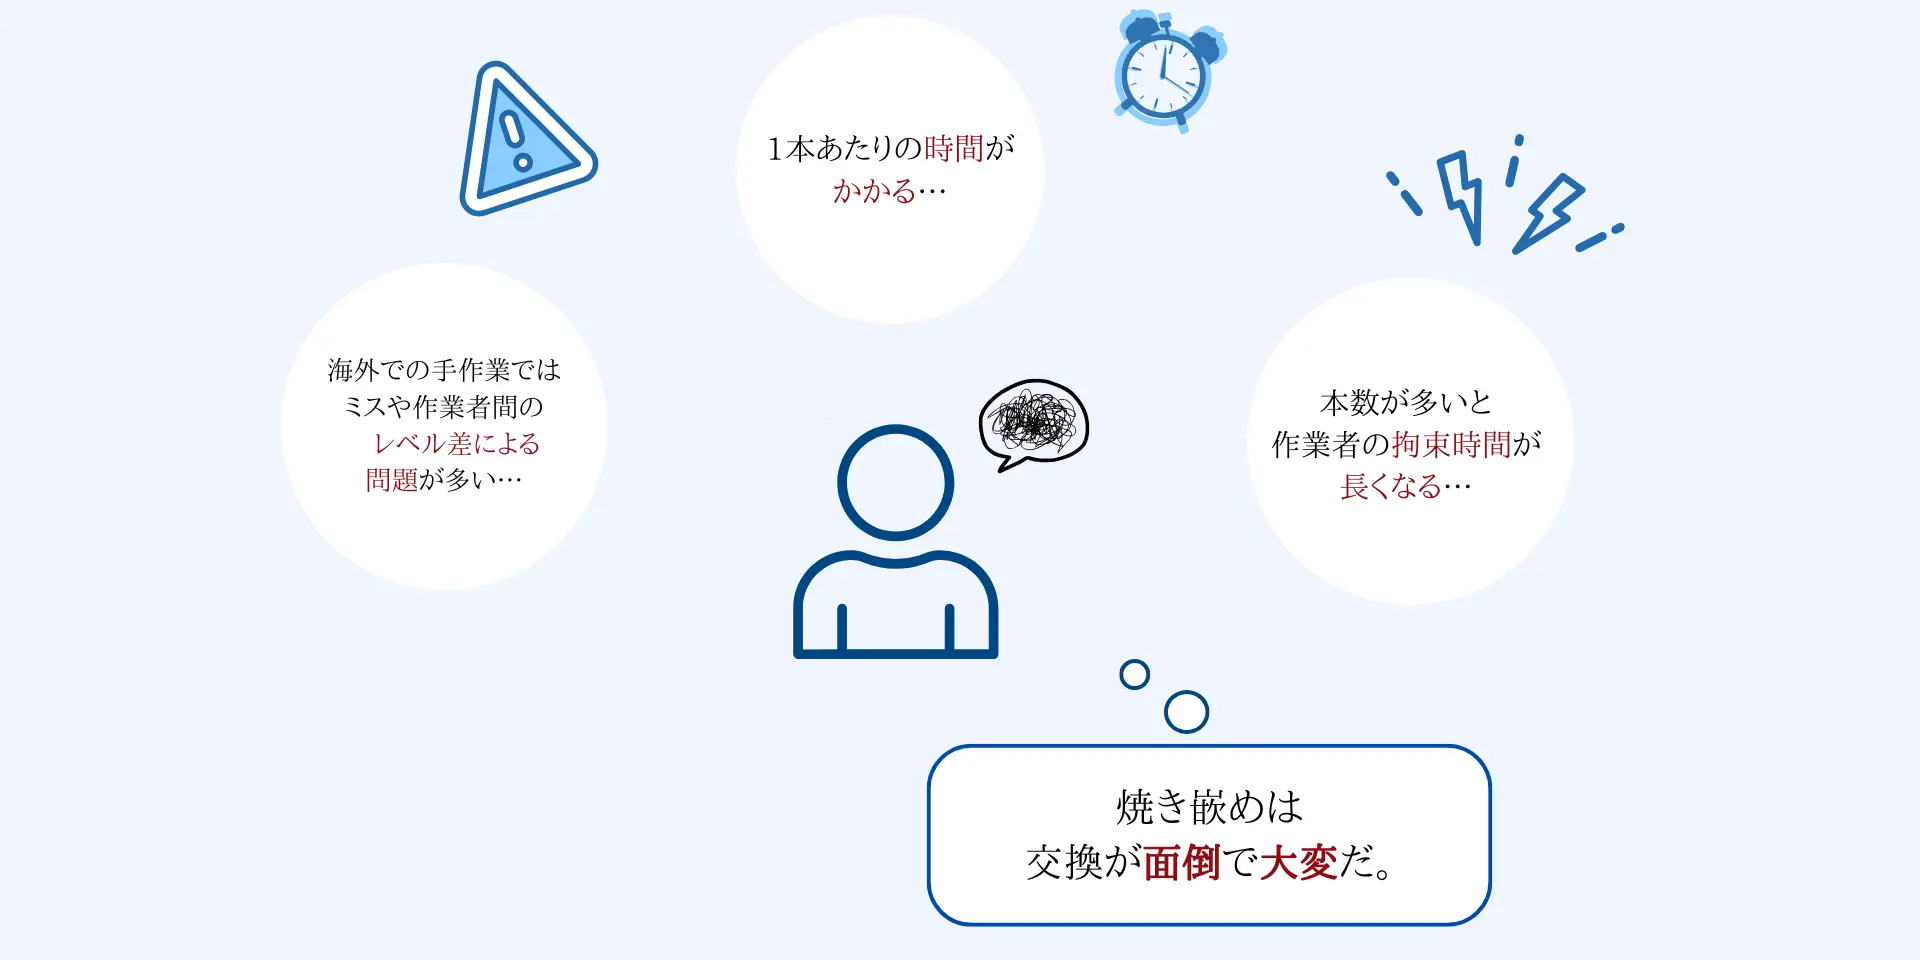 1本あたりの時間が
かかる…
海外での手作業では
ミスや作業者間の
レベル差による
問題が多い…
本数が多いと
作業者の拘束時間が
長くなる…
焼き嵌めは
交換が面倒で大変だ。